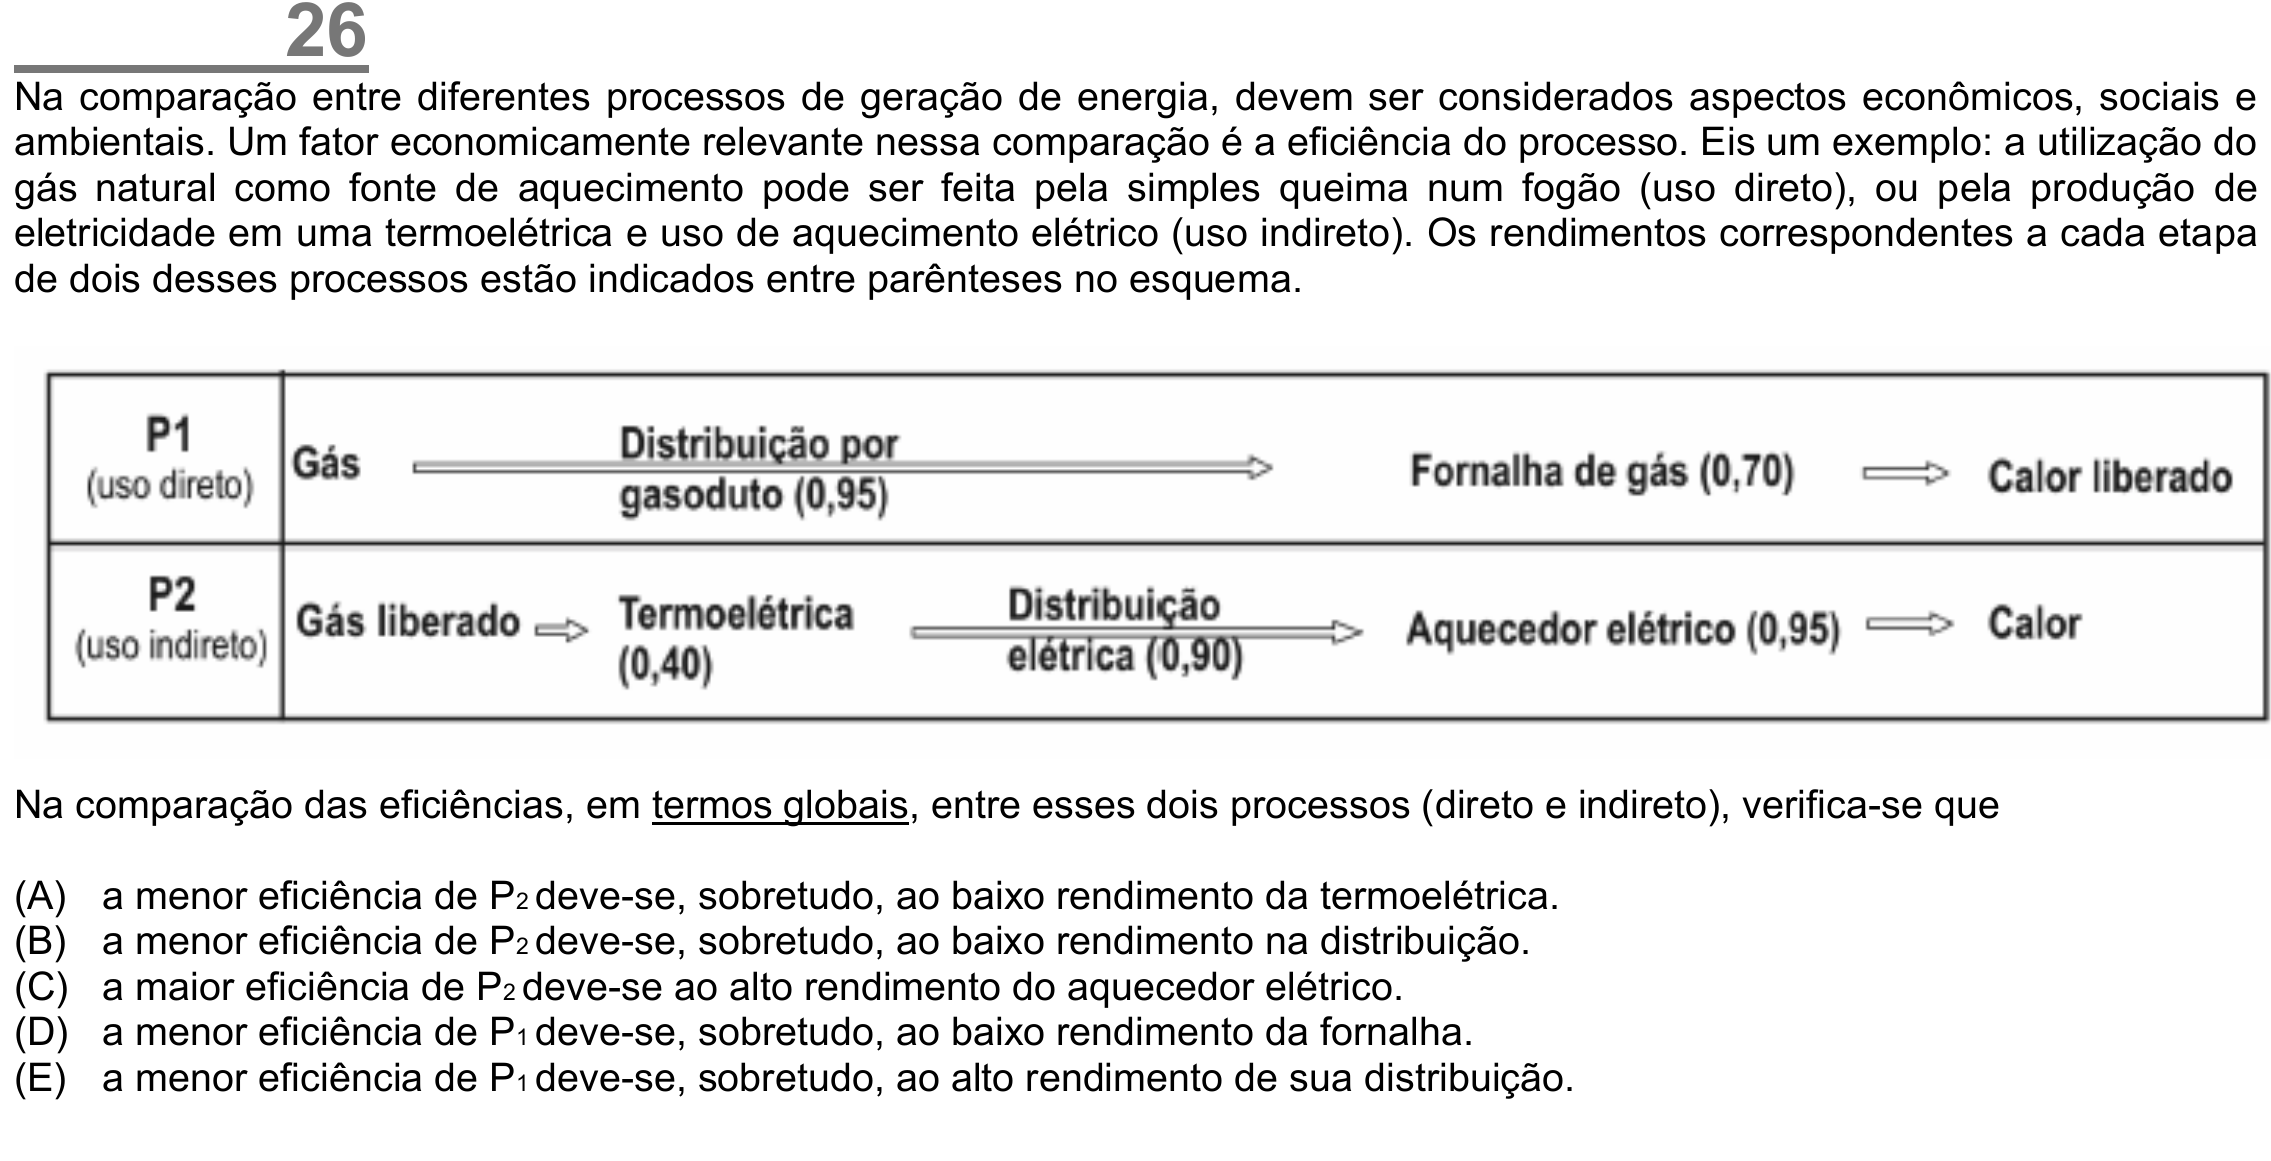 26
Na comparação entre diferentes processos de geração de energia, devem ser considerados aspectos econômicos, sociais e
ambientais. Um fator economicamente relevante nessa comparação é a eficiência do processo. Eis um exemplo: a utilização do
gás natural como fonte de aquecimento pode ser feita pela simples queima num fogão (uso direto), ou pela produção de
eletricidade em uma termoelétrica e uso de aquecimento elétrico (uso indireto). Os rendimentos correspondentes a cada etapa
de dois desses processos estão indicados entre parênteses no esquema.
P1
(uso direto)
Gás
Distribuição por
gasoduto (0,95)
Fornalha de gás (0,70)
Calor liberado
P2
(uso indireto)
Gás liberado
Termoelétrica
(0,40)
Distribuição
elétrica (0,90)
Aquecedor elétrico (0,95)
Calor
Na comparação das eficiências, em termos globais, entre esses dois processos (direto e indireto), verifica-se que
(A) a menor eficiência de P2 deve-se, sobretudo, ao baixo rendimento da termoelétrica.
(B) a menor eficiência de P2 deve-se, sobretudo, ao baixo rendimento na distribuição.
(C) a maior eficiência de P2 deve-se ao alto rendimento do aquecedor elétrico.
(D) a menor eficiência de P1 deve-se, sobretudo, ao baixo rendimento da fornalha.
(E) a menor eficiência de P1 deve-se, sobretudo, ao alto rendimento de sua distribuição.